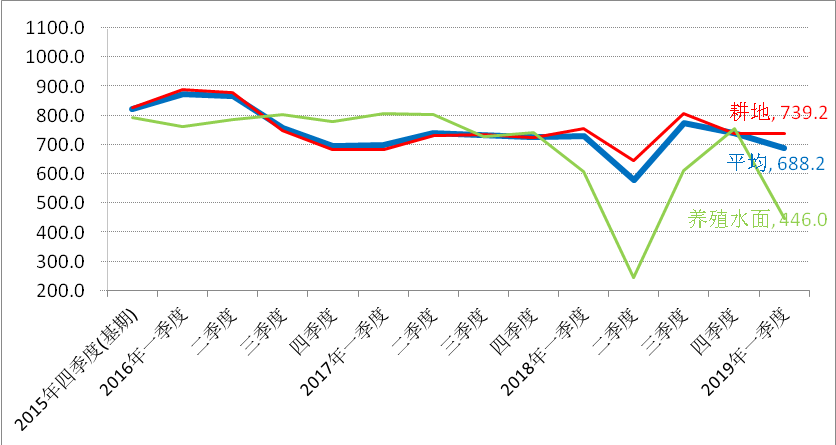 1100.0
1000.0
900.0
800.0
700.0
600.0
500.0
400.0
300.0
200.0
耕地, 739.2
平均, 688.2
养殖水面, 446.0
2015年四季度(基期)
2016年一季度
二季度
三季度
四季度
2017年一季度
二季度
三季度
四季度
2018年一季度
二季度
三季度
四季度
2019年一季度